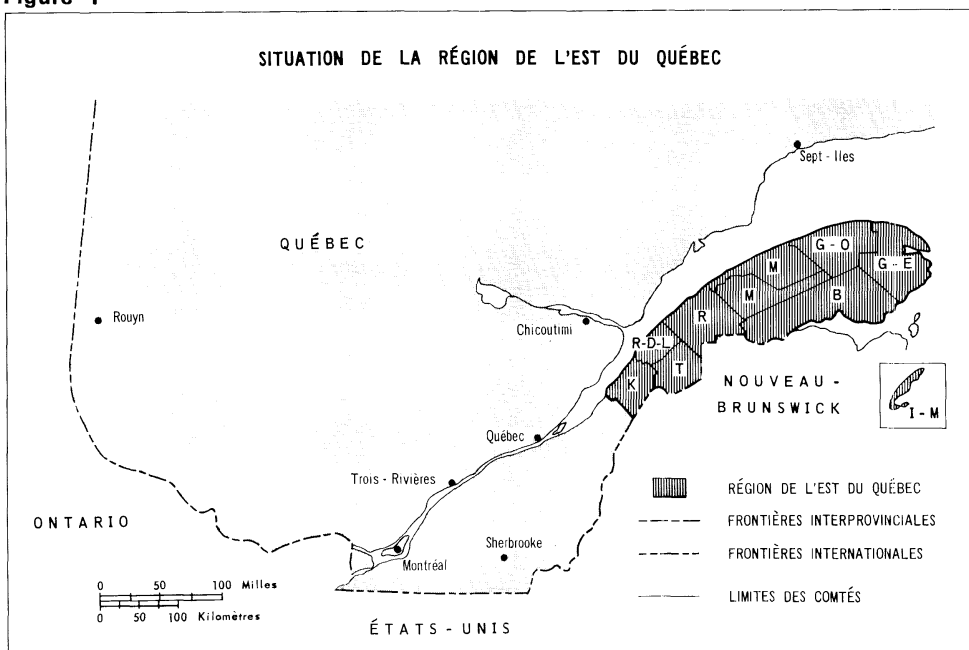 Figure 1
SITUATION DE LA RÉGION DE L'EST DU QUÉBEC
Sept-Iles
QUÉBEC
G-O
M
G-E
M
B
Rouyn
Chicoutimi
R
R-D-L
T
K
NOUVEAU-
BRUNSWICK
I-M
Québec
Trois-Rivières
RÉGION DE L'EST DU QUÉBEC
ONTARIO
FRONTIÈRES INTERPROVINCIALES
Sherbrooke
FRONTIÈRES INTERNATIONALES
Montréal
0 50 100 Milles
0 50 100 Kilomètres
LIMITES DES COMTÉS
ÉTATS-UNIS